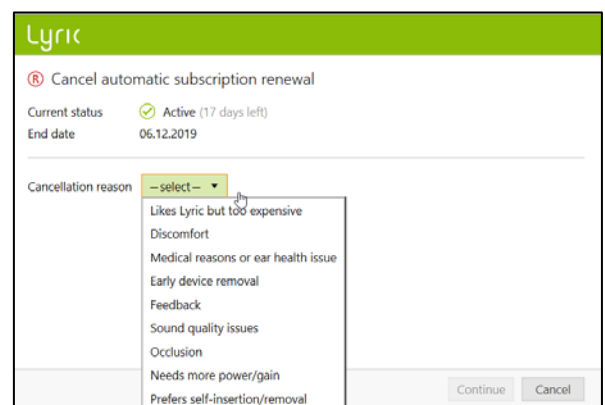 Lyric
® Cancel automatic subscription renewal
Current status Active (17 days left)
End date 06.12.2019
Cancellation reason —select—
Likes Lyric but too expensive
Discomfort
Medical reasons or ear health issue
Early device removal
Feedback
Sound quality issues
Occlusion
Needs more power/gain
Prefers self-insertion/removal
Continue Cancel